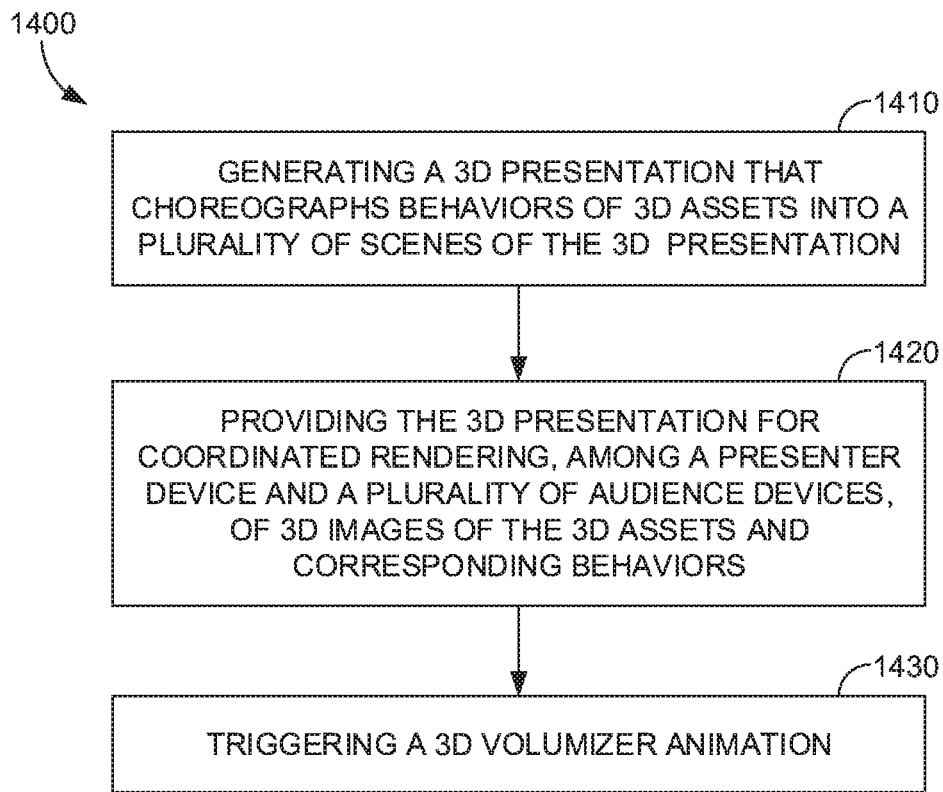 1400
1410
GENERATING A 3D PRESENTATION THAT
CHOREOGRAPHS BEHAVIORS OF 3D ASSETS INTO A
PLURALITY OF SCENES OF THE 3D PRESENTATION
1420
PROVIDING THE 3D PRESENTATION FOR
COORDINATED RENDERING, AMONG A PRESENTER
DEVICE AND A PLURALITY OF AUDIENCE DEVICES,
OF 3D IMAGES OF THE 3D ASSETS AND
CORRESPONDING BEHAVIORS
1430
TRIGGERING A 3D VOLUMIZER ANIMATION